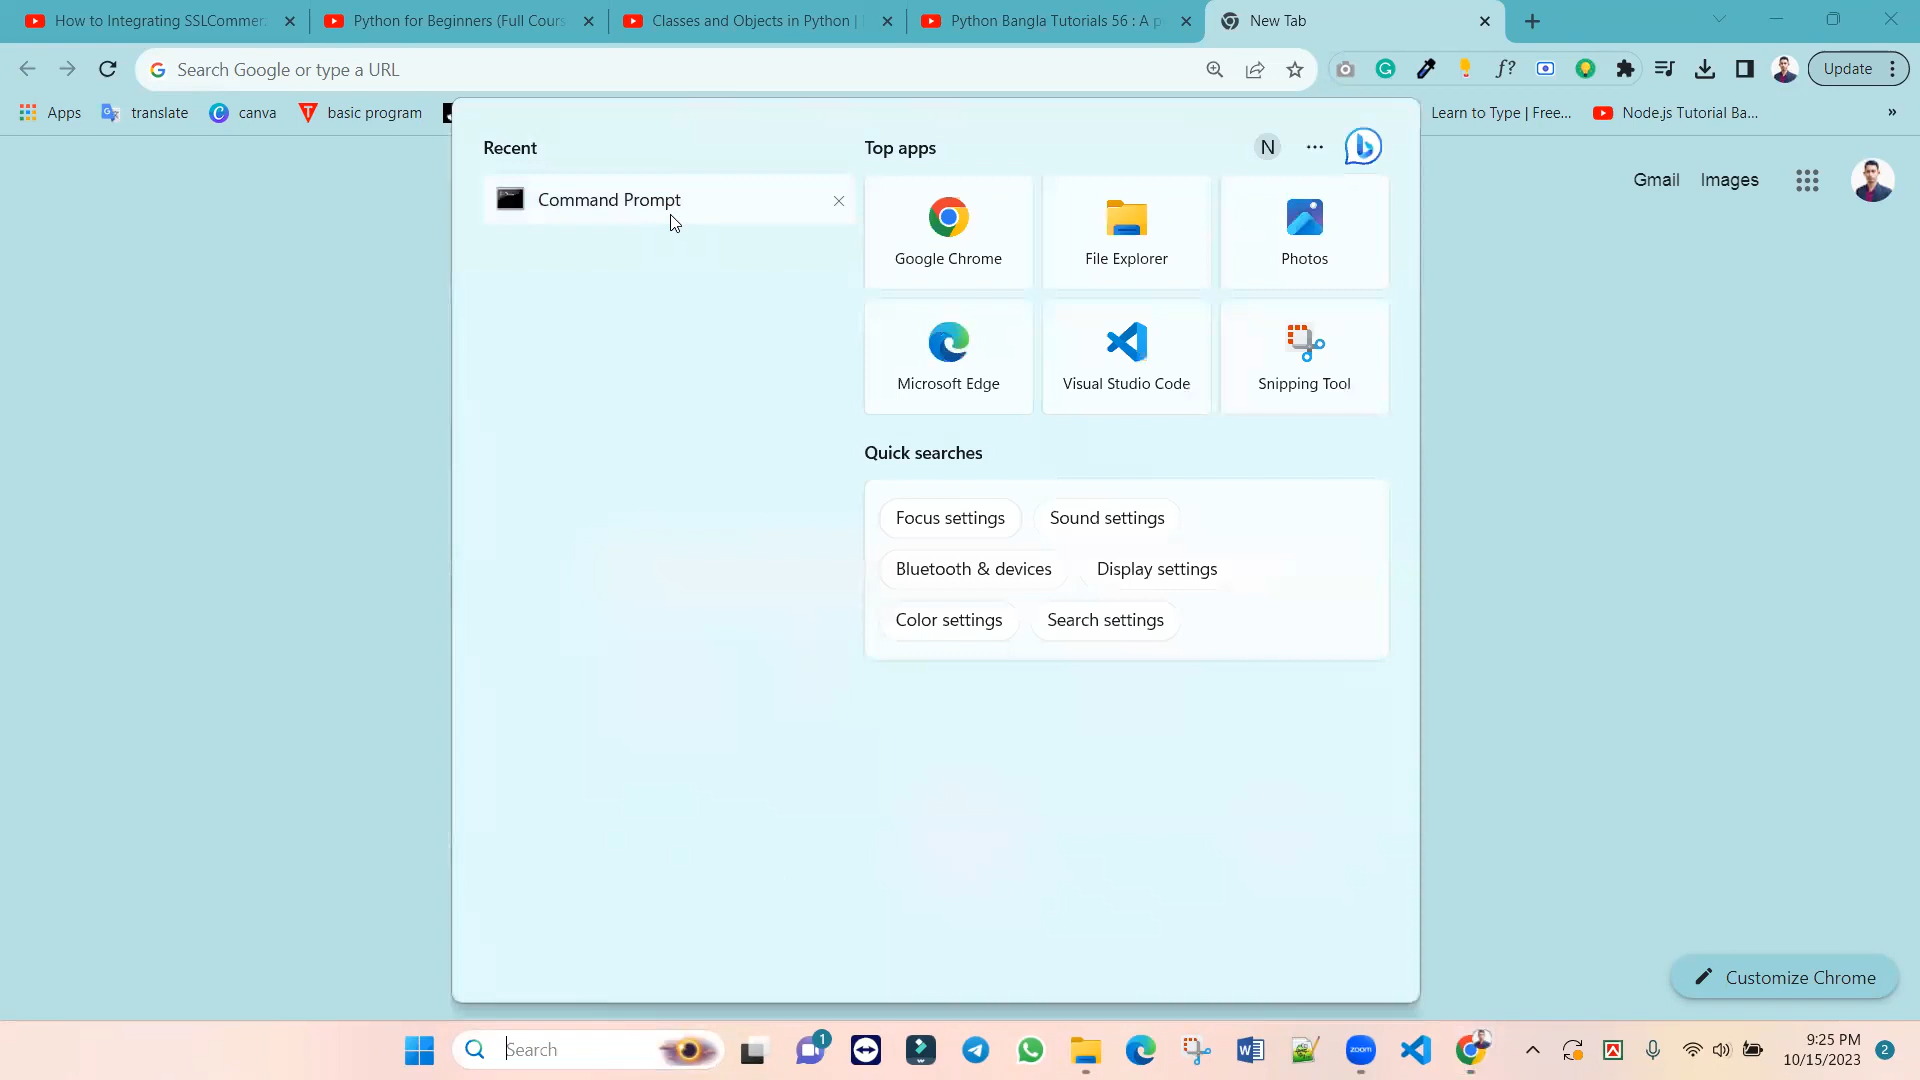 How to Integrating SSLCommer
Python for Beginners (Full Cours
Classes and Objects in Python |
Python Bangla Tutorials 56 : A p
New Tab
Search Google or type a URL
Update
Apps
translate
canva
basic program
Learn to Type | Free...
Node.js Tutorial Ba...
»
Gmail
Images
Recent
Command Prompt
Top apps
N
Google Chrome
File Explorer
Photos
Microsoft Edge
Visual Studio Code
Snipping Tool
Quick searches
Focus settings
Sound settings
Bluetooth & devices
Display settings
Color settings
Search settings
Customize Chrome
Search
1
zoom
9:25 PM
10/15/2023
2